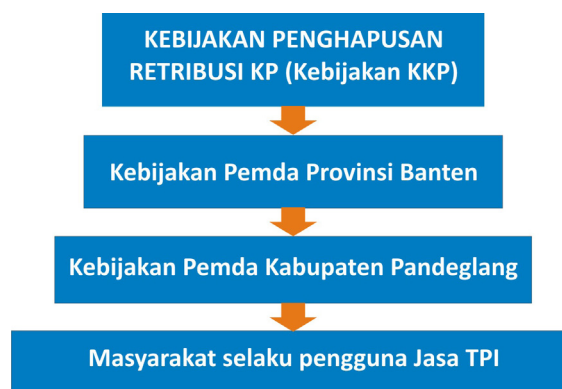 KEBIJAKAN PENGHAPUSAN
RETRIBUSI KP (Kebijakan KKP)
Kebijakan Pemda Provinsi Banten
Kebijakan Pemda Kabupaten Pandeglang
Masyarakat selaku pengguna Jasa TPI